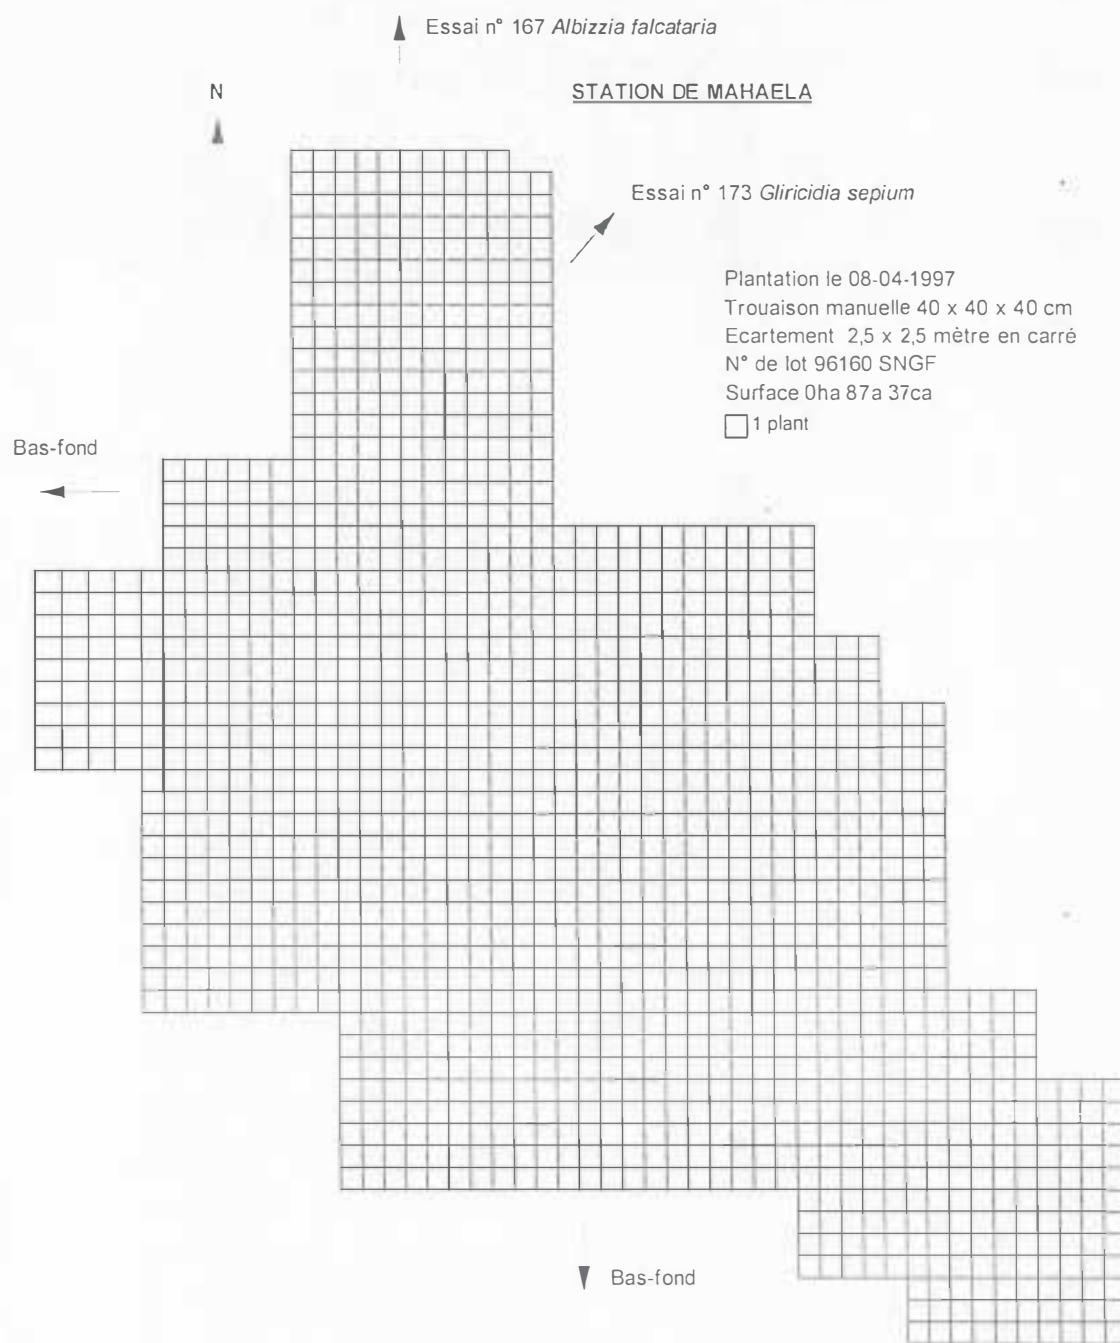 Essai n° 167 Albizzia falcataria
N
STATION DE MAHAELA
Essai n° 173 Gliricidia sepium
Plantation le 08-04-1997
Trouaison manuelle 40 x 40 x 40 cm
Ecartement 2,5 x 2,5 mètre en carré
N° de lot 96160 SNGF
Surface 0ha 87a 37ca
1 plant
Bas-fond
Bas-fond